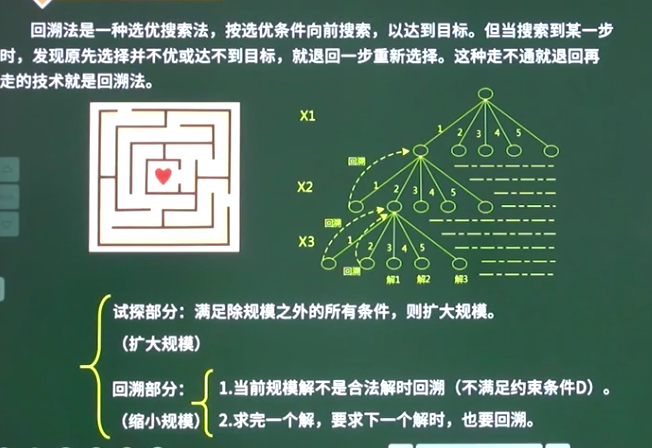 回溯法是一种选优搜索法，按选优条件向前搜索，以达到目标。但当搜索到某一步
时，发现原先选择并不优或达不到目标，就退回一步重新选择。这种走不通就退回再
走的技术就是回溯法。
X1
1 2 3 4 5
回溯
X2
1 2 3 4 5
回溯
X3
1 2 3 4 5
回溯
解1 解2 解3
试探部分：满足除规模之外的所有条件，则扩大规模。
（扩大规模）
回溯部分：
1.当前规模解不是合法解时回溯（不满足约束条件D）。
（缩小规模）
2.求完一个解，要求下一个解时，也要回溯。